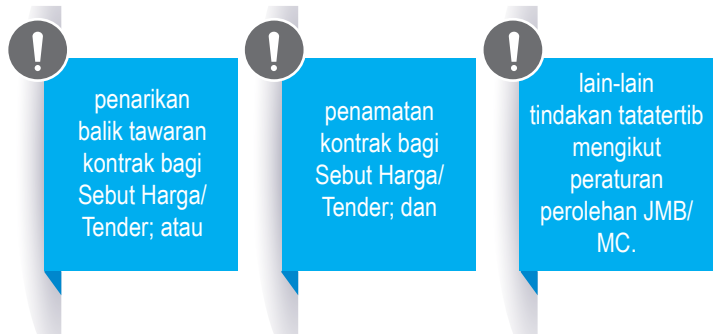 penarikan
balik tawaran
kontrak bagi
Sebut Harga/
Tender; atau
penamatan
kontrak bagi
Sebut Harga/
Tender; dan
lain-lain
tindakan tatatertib
mengikut
peraturan
perolehan JMB/
MC.